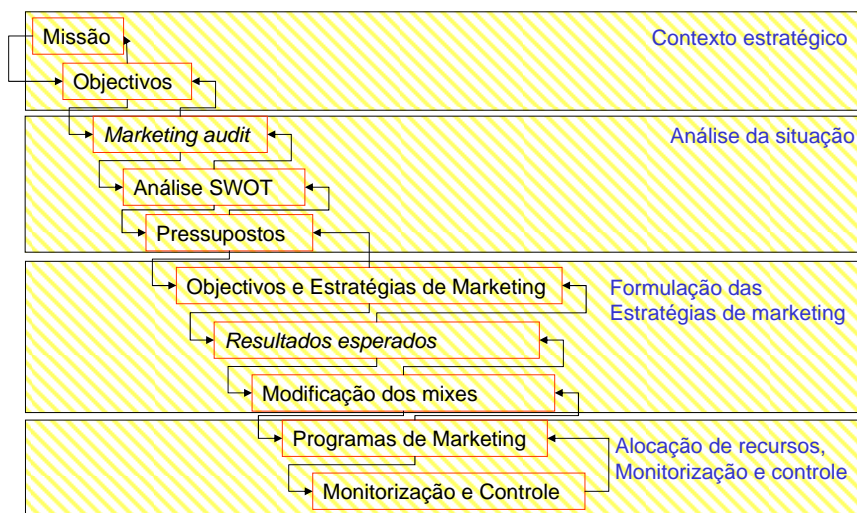 Missão
Contexto estratégico
Objectivos
Marketing audit
Análise da situação
Análise SWOT
Pressupostos
Objectivos e Estratégias de Marketing
Formulação das
Estratégias de marketing
Resultados esperados
Modificação dos mixes
Programas de Marketing
Alocação de recursos,
Monitorização e controle
Monitorização e Controle